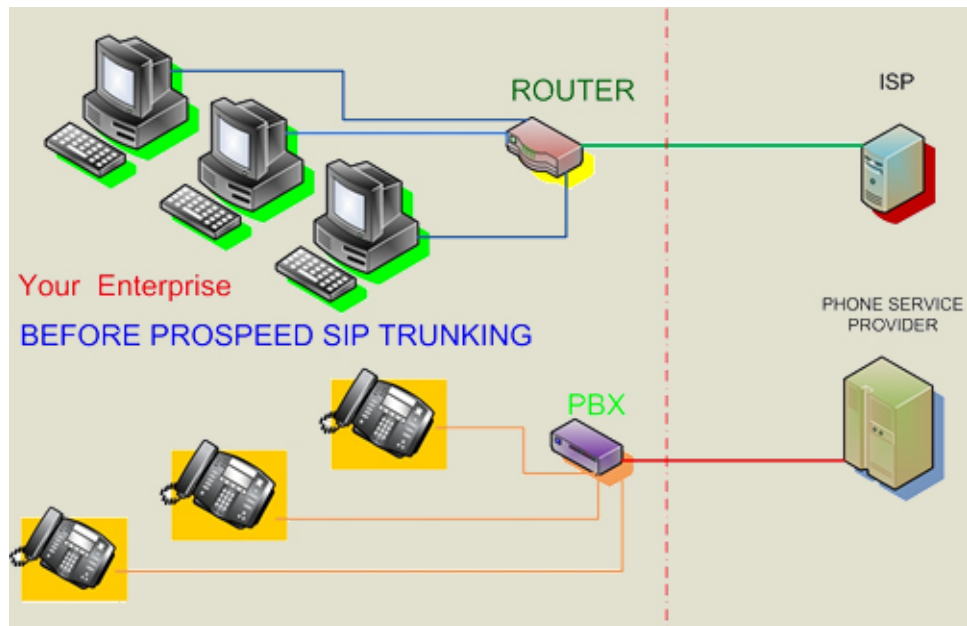 ROUTER
ISP
Your Enterprise
BEFORE PROSPEED SIP TRUNKING
PHONE SERVICE
PROVIDER
PBX